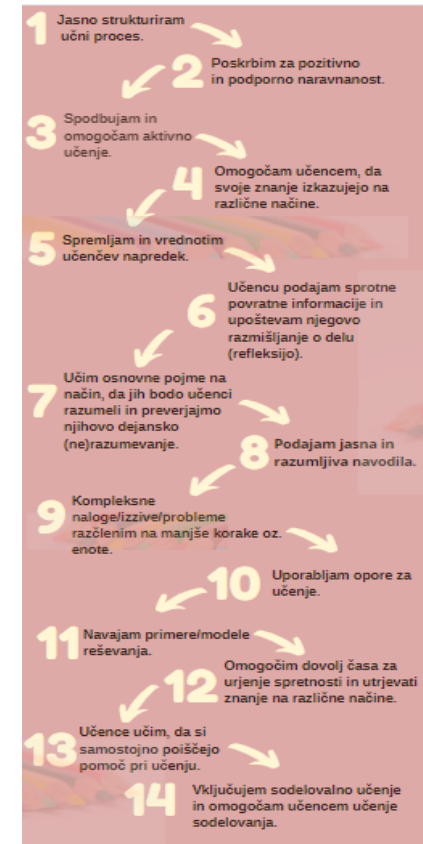 1 Jasno strukturiram
učni proces.
2 Poskrbim za pozitivno
in podporno naravnanost.
3 Spodbujam in
omogočam aktivno
učenje.
4 Omogočam učencem, da
svoje znanje izkazujejo na
različne načine.
5 Spremljam in vrednotim
učenčev napredek.
6 Učencu podajam sprotne
povratne informacije in
upoštevam njegovo
razmišljanje o delu
(refleksijo).
7 Učim osnovne pojme na
način, da jih bodo učenci
razumeli in preverjajmo
njihovo dejansko
(ne)razumevanje.
8 Podajam jasna in
razumljiva navodila.
9 Kompleksne
naloge/izzive/probleme
razčlenim na manjše korake oz.
enote.
10 Uporabljam opore za
učenje.
11 Navajam primere/modele
reševanja.
12 Omogočim dovolj časa za
urjenje spretnosti in utrjevati
znanje na različne načine.
13 Učence učim, da si
samostojno poiščejo
pomoč pri učenju.
14 Vključujem sodelovalno učenje
in omogočam učencem učenje
sodelovanja.